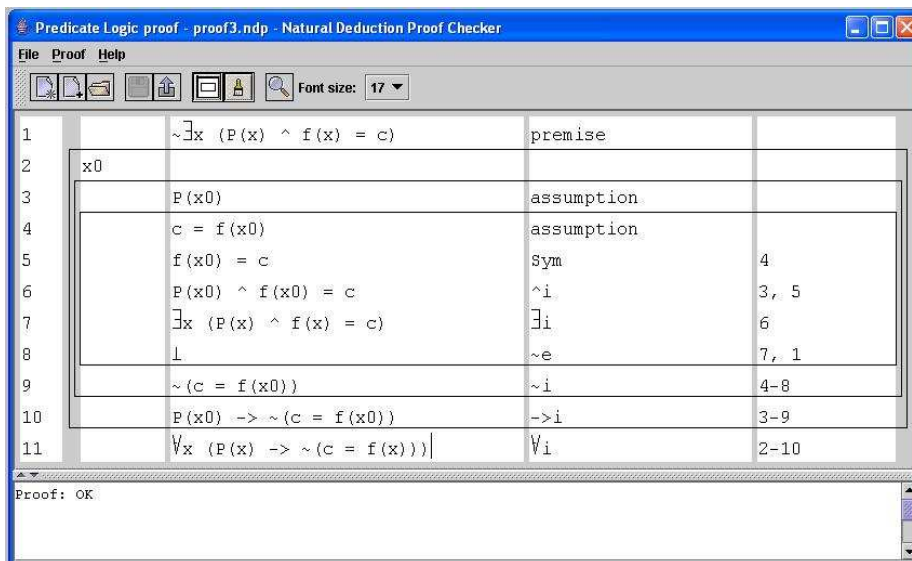 Predicate Logic proof - proof3.ndp - Natural Deduction Proof Checker
File Proof Help
Font size: 17
1 ~∃x (P(x) ^ f(x) = c) premise
2 x0
3 P(x0) assumption
4 c = f(x0) assumption
5 f(x0) = c Sym 4
6 P(x0) ^ f(x0) = c ^i 3, 5
7 ∃x (P(x) ^ f(x) = c) ∃i 6
8 ⊥ ~e 7, 1
9 ~(c = f(x0)) ~i 4-8
10 P(x0) -> ~(c = f(x0)) ->i 3-9
11 ∀x (P(x) -> ~(c = f(x))) ∀i 2-10
Proof: OK